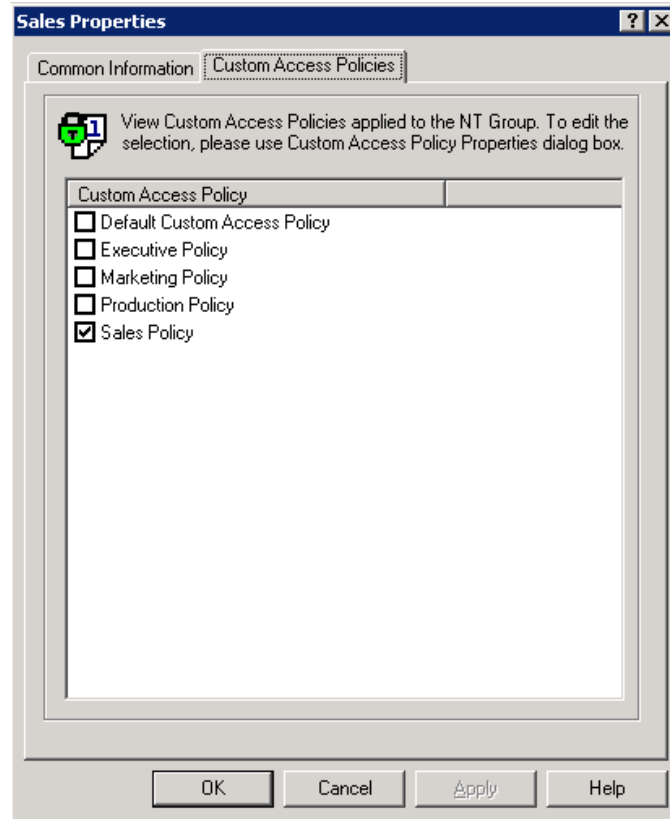 Sales Properties
Common Information
Custom Access Policies
View Custom Access Policies applied to the NT Group. To edit the
selection, please use Custom Access Policy Properties dialog box.
Custom Access Policy
Default Custom Access Policy
Executive Policy
Marketing Policy
Production Policy
Sales Policy
OK
Cancel
Apply
Help